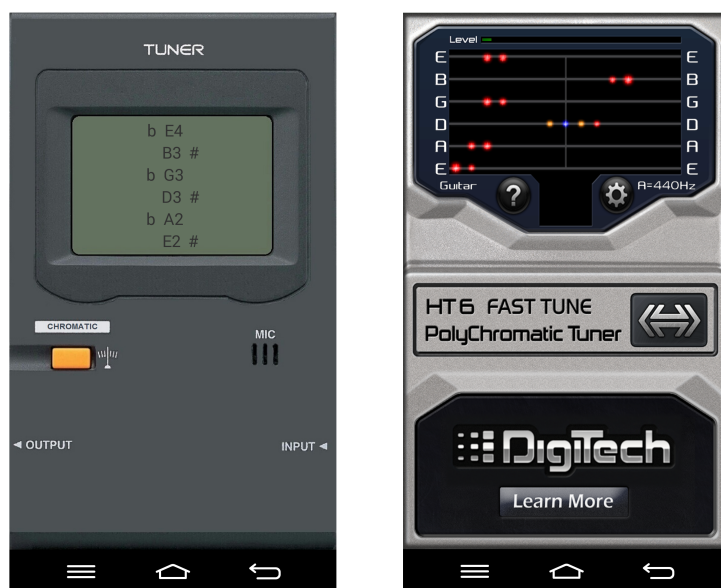 TUNER
b E4
B3 #
b G3
D3 #
b A2
E2 #
CHROMATIC
MIC
OUTPUT
INPUT
Level
E E
B B
G G
D D
A A
E E
Guitar ? A=440Hz
HT6 FAST TUNE
PolyChromatic Tuner
DigiTech
Learn More